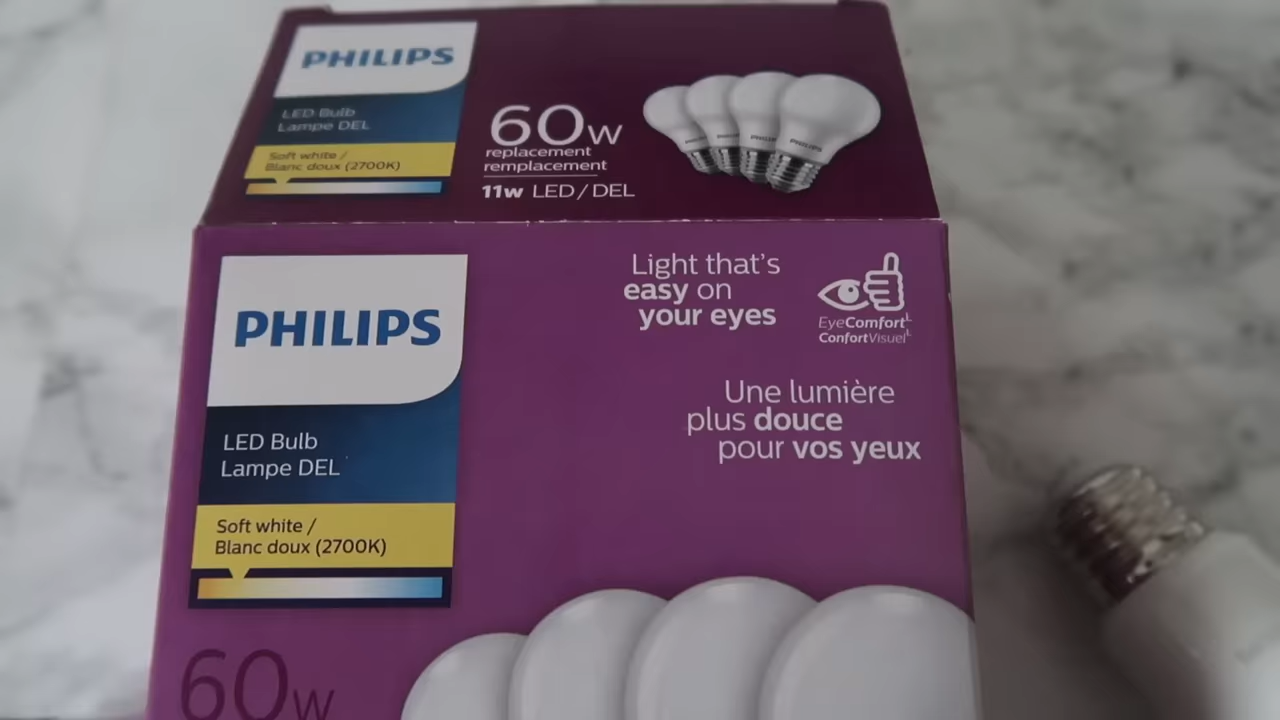 PHILIPS
LED Bulb
Lampe DEL
Soft white /
Blanc doux (2700K)
60w
replacement
remplacement
11w LED/DEL
PHILIPS
PHILIPS
PHILIPS
LED Bulb
Lampe DEL
Soft white /
Blanc doux (2700K)
Light that's
easy on
your eyes
EyeComfort
ConfortVisuel
Une lumière
plus douce
pour vos yeux
60w